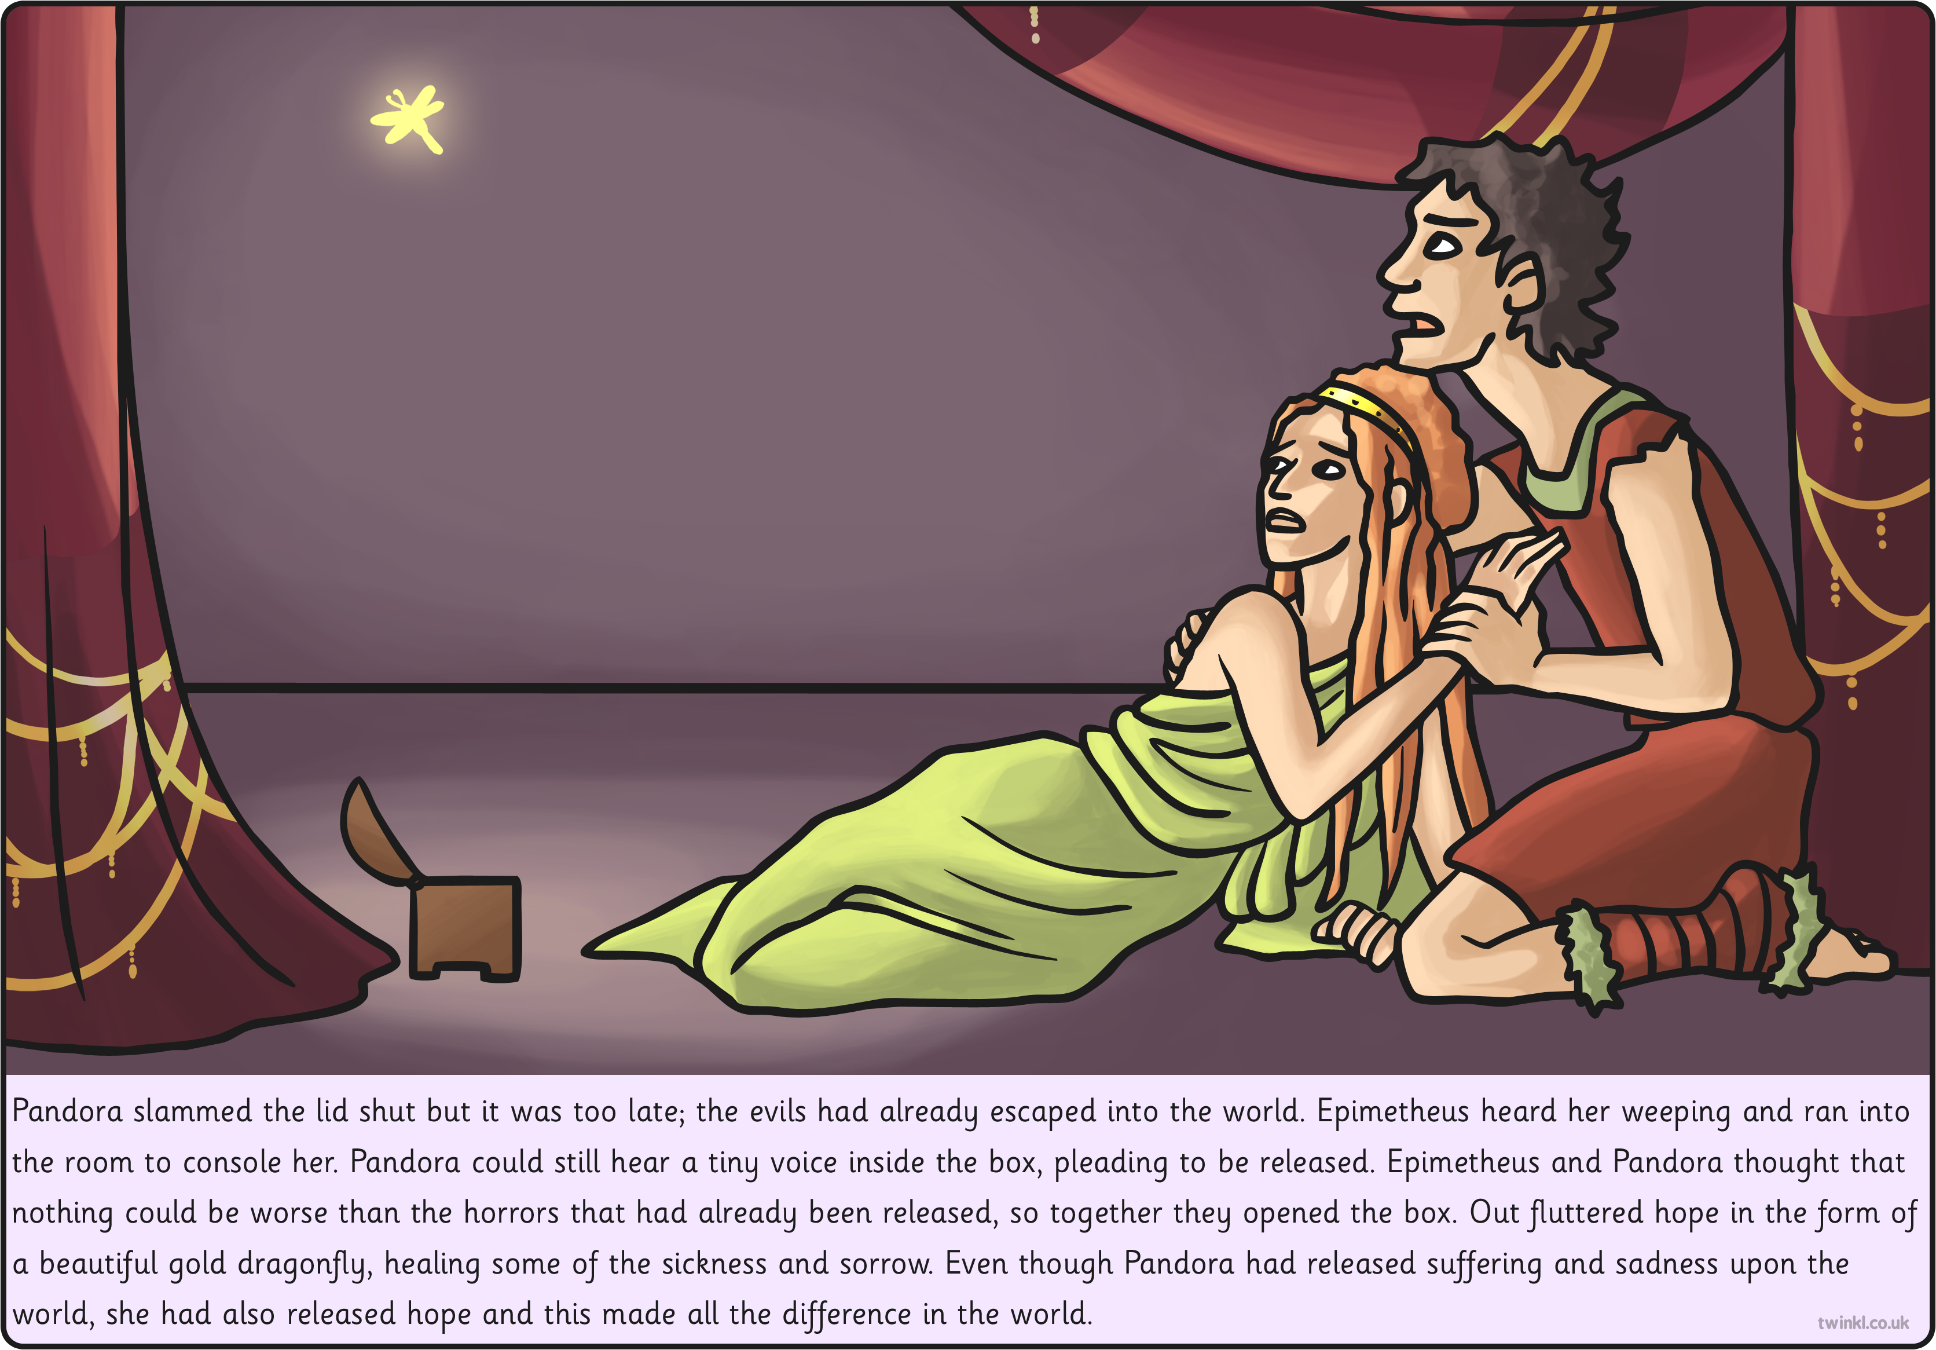 Pandora slammed the lid shut but it was too late; the evils had already escaped into the world. Epimetheus heard her weeping and ran into
the room to console her. Pandora could still hear a tiny voice inside the box, pleading to be released. Epimetheus and Pandora thought that
nothing could be worse than the horrors that had already been released, so together they opened the box. Out fluttered hope in the form of
a beautiful gold dragonfly, healing some of the sickness and sorrow. Even though Pandora had released suffering and sadness upon the
world, she had also released hope and this made all the difference in the world.
twinkl.co.uk